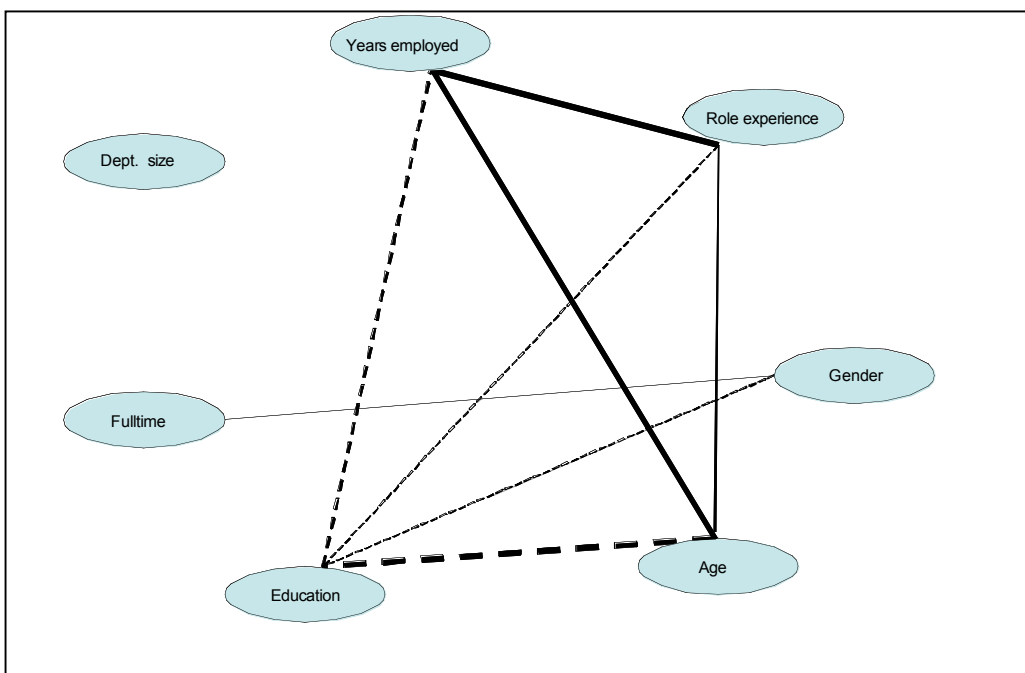 Years employed
Role experience
Dept. size
Gender
Fulltime
Age
Education